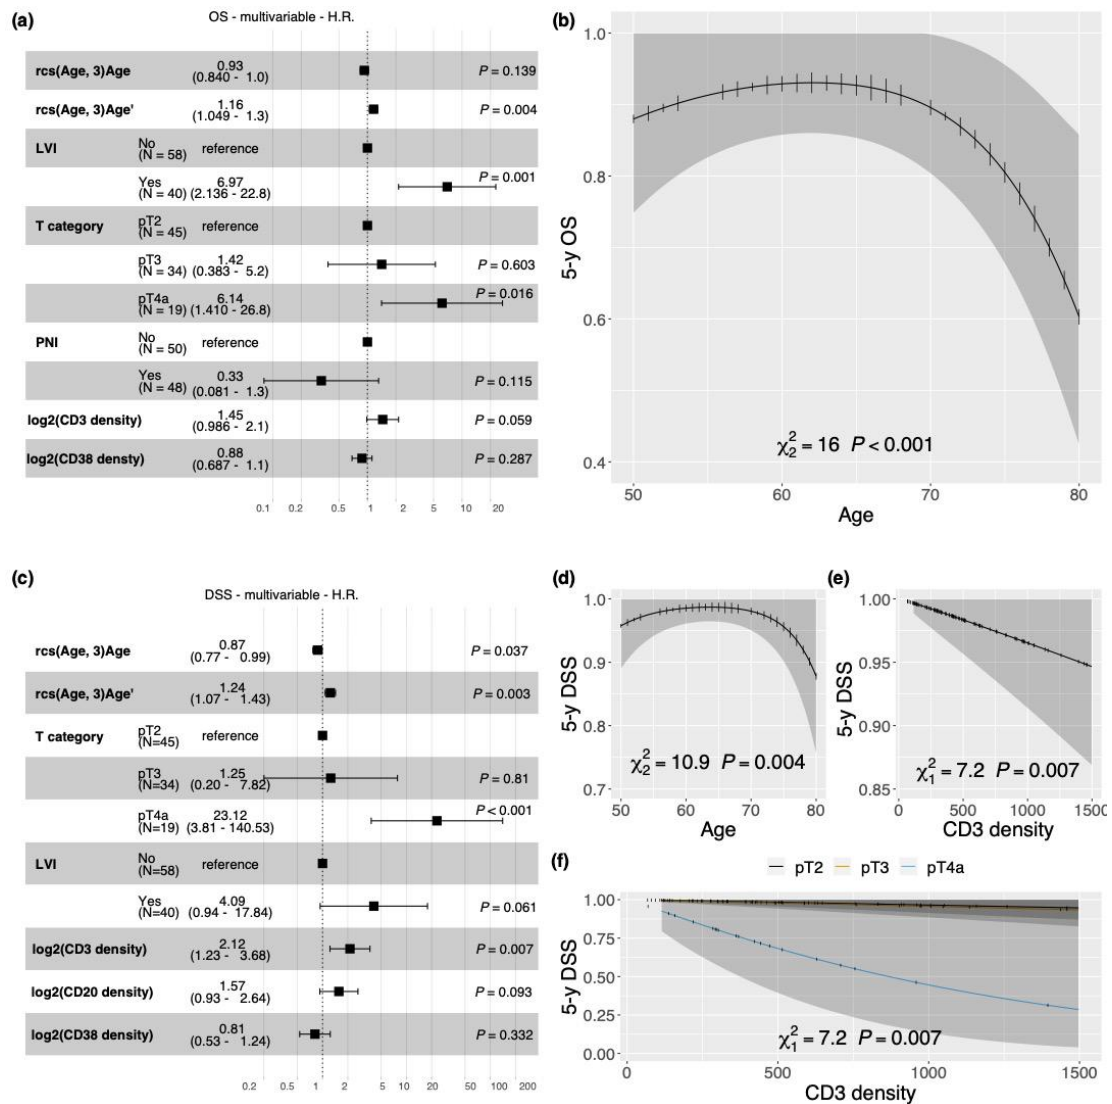 (a)
OS - multivariable - H.R.
rcs(Age, 3)Age 0.93 (0.840 - 1.0) P = 0.139
rcs(Age, 3)Age' 1.16 (1.049 - 1.3) P = 0.004
LVI No (N = 58) reference
Yes (N = 40) 6.97 (2.136 - 22.8) P = 0.001
T category pT2 (N = 45) reference
pT3 (N = 34) 1.42 (0.383 - 5.2) P = 0.603
pT4a (N = 19) 6.14 (1.410 - 26.8) P = 0.016
PNI No (N = 50) reference
Yes (N = 48) 0.33 (0.081 - 1.3) P = 0.115
log2(CD3 density) 1.45 (0.986 - 2.1) P = 0.059
log2(CD38 densty) 0.88 (0.687 - 1.1) P = 0.287
0.1 0.2 0.5 1 2 5 10 20
(b)
1.0
0.8
0.6
0.4
5-y OS
χ²₂ = 16 P < 0.001
50 60 70 80
Age
(c)
DSS - multivariable - H.R.
rcs(Age, 3)Age 0.87 (0.77 - 0.99) P = 0.037
rcs(Age, 3)Age' 1.24 (1.07 - 1.43) P = 0.003
T category pT2 (N=45) reference
pT3 (N=34) 1.25 (0.20 - 7.82) P = 0.81
pT4a (N=19) 23.12 (3.81 - 140.53) P < 0.001
LVI No (N=58) reference
Yes (N=40) 4.09 (0.94 - 17.84) P = 0.061
log2(CD3 density) 2.12 (1.23 - 3.68) P = 0.007
log2(CD20 density) 1.57 (0.93 - 2.64) P = 0.093
log2(CD38 density) 0.81 (0.53 - 1.24) P = 0.332
0.2 0.5 1 2 5 10 20 50 100 200
(d)
1.0
0.9
0.8
0.7
5-y DSS
χ²₂ = 10.9 P = 0.004
50 60 70 80
Age
(e)
1.00
0.95
0.90
0.85
5-y DSS
χ²₁ = 7.2 P = 0.007
0 500 1000 1500
CD3 density
(f)
pT2 pT3 pT4a
1.00
0.75
0.50
0.25
0.00
5-y DSS
χ²₁ = 7.2 P = 0.007
0 500 1000 1500
CD3 density